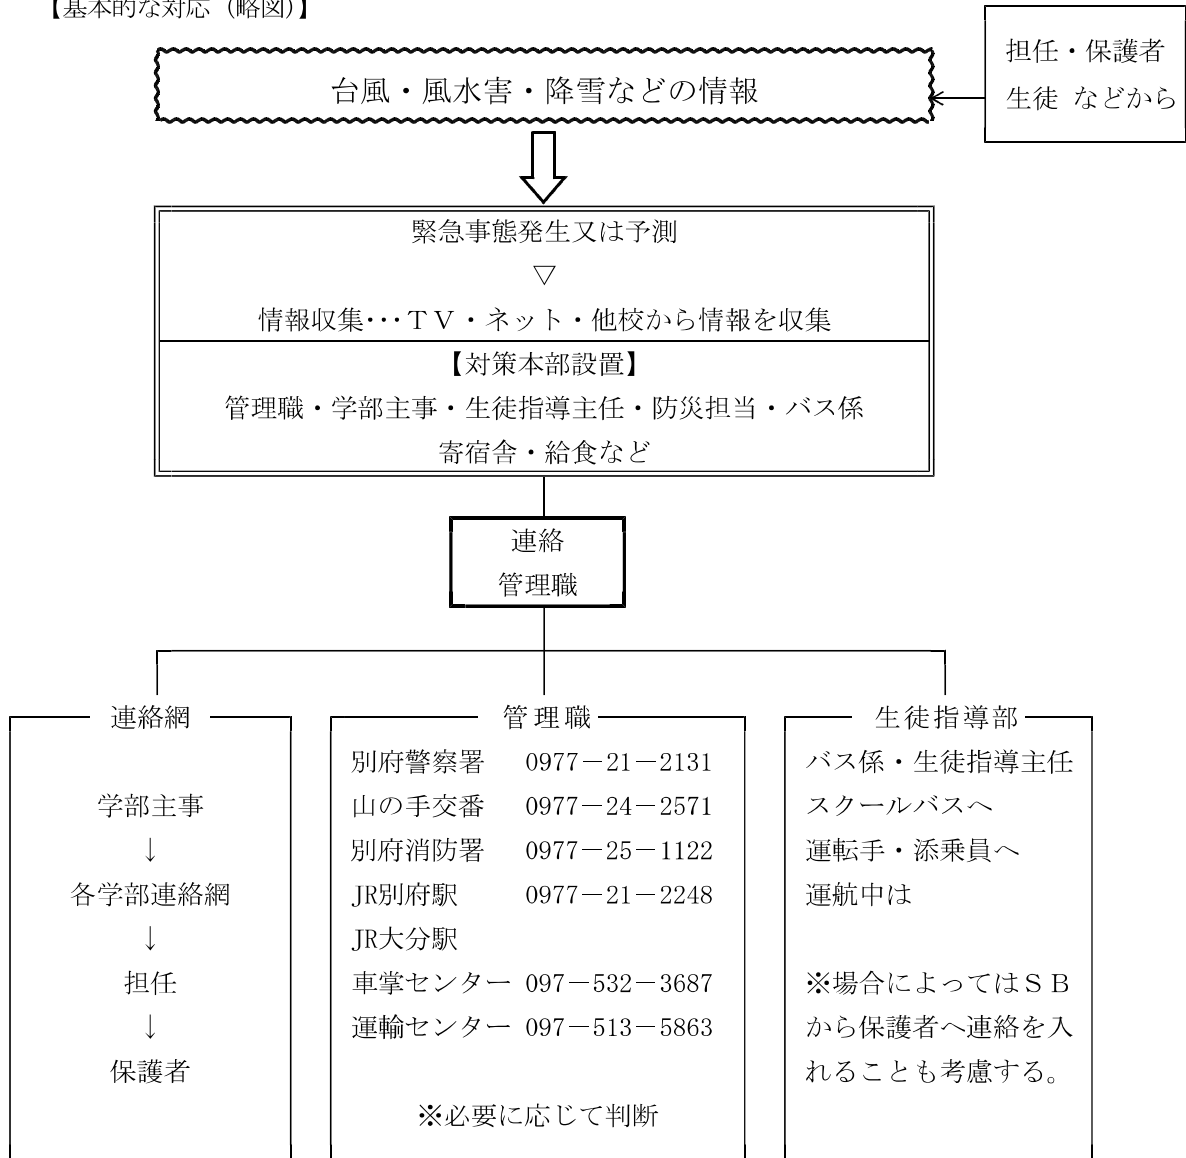 【基本的な対応（略図）】
担任・保護者
生徒 などから
台風・風水害・降雪などの情報
緊急事態発生又は予測
▽
情報収集･･･ＴＶ・ネット・他校から情報を収集
【対策本部設置】
管理職・学部主事・生徒指導主任・防災担当・バス係
寄宿舎・給食など
連絡
管理職
連絡網
学部主事
↓
各学部連絡網
↓
担任
↓
保護者
管理職
別府警察署 0977－21－2131
山の手交番 0977－24－2571
別府消防署 0977－25－1122
JR別府駅 0977－21－2248
JR大分駅
車掌センター 097－532－3687
運輸センター 097－513－5863
※必要に応じて判断
生徒指導部
バス係・生徒指導主任
スクールバスへ
運転手・添乗員へ
運航中は
※場合によってはＳＢ
から保護者へ連絡を入
れることも考慮する。